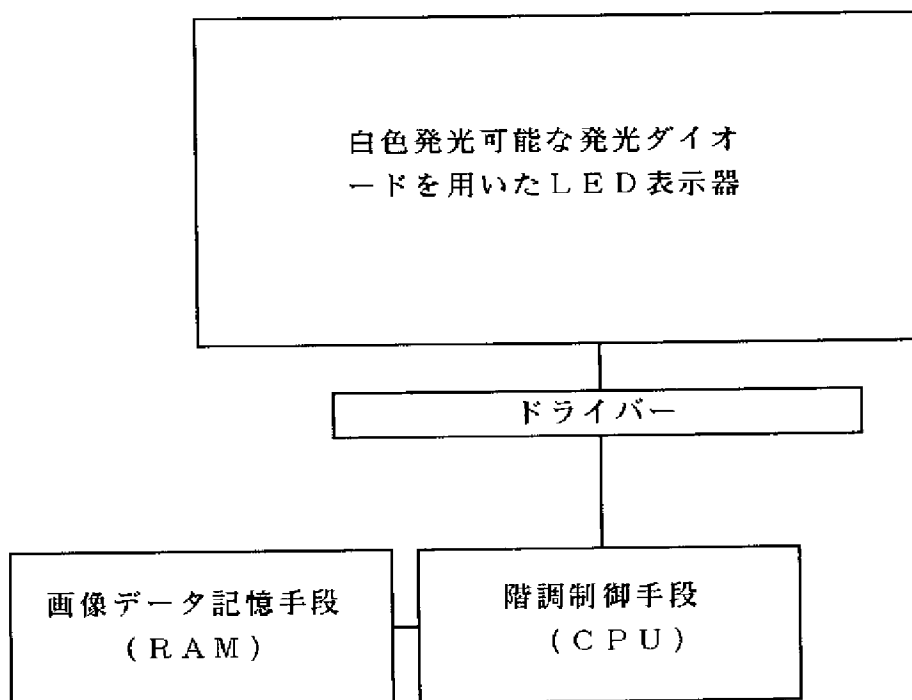 白色発光可能な発光ダイオ
ードを用いたＬＥＤ表示器
ドライバー
画像データ記憶手段
(ＲＡＭ)
階調制御手段
(ＣＰＵ)